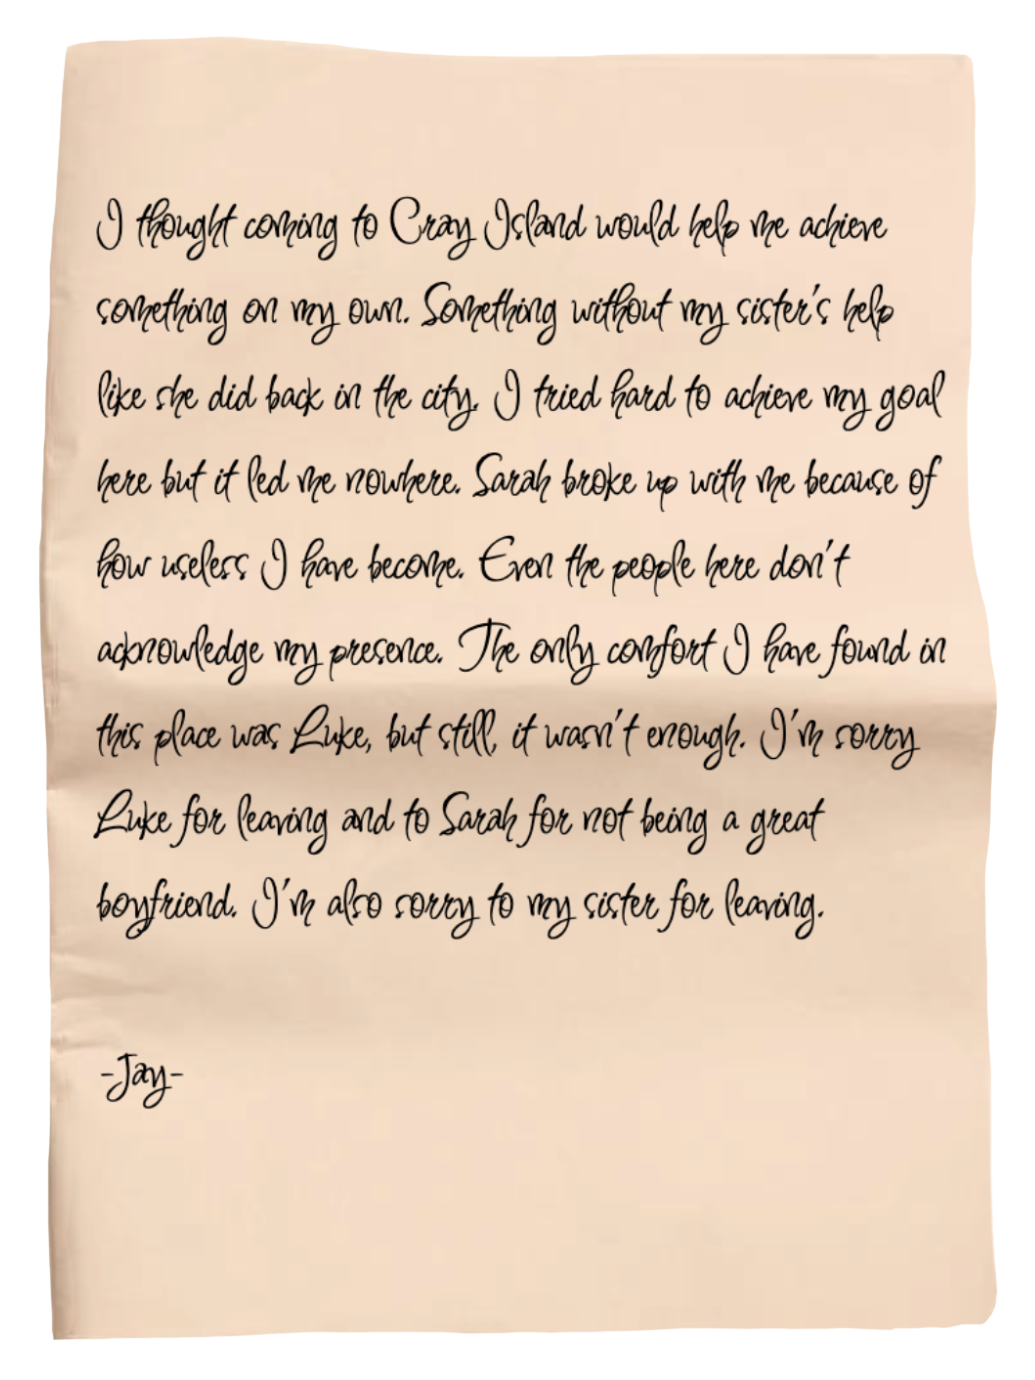 I thought coming to Cray Island would help me achieve
something on my own. Something without my sister's help
like she did back in the city. I tried hard to achieve my goal
here but it led me nowhere. Sarah broke up with me because of
how useless I have become. Even the people here don't
acknowledge my presence. The only comfort I have found in
this place was Luke, but still, it wasn't enough. I'm sorry
Luke for leaving and to Sarah for not being a great
boyfriend. I'm also sorry to my sister for leaving.
-Jay-